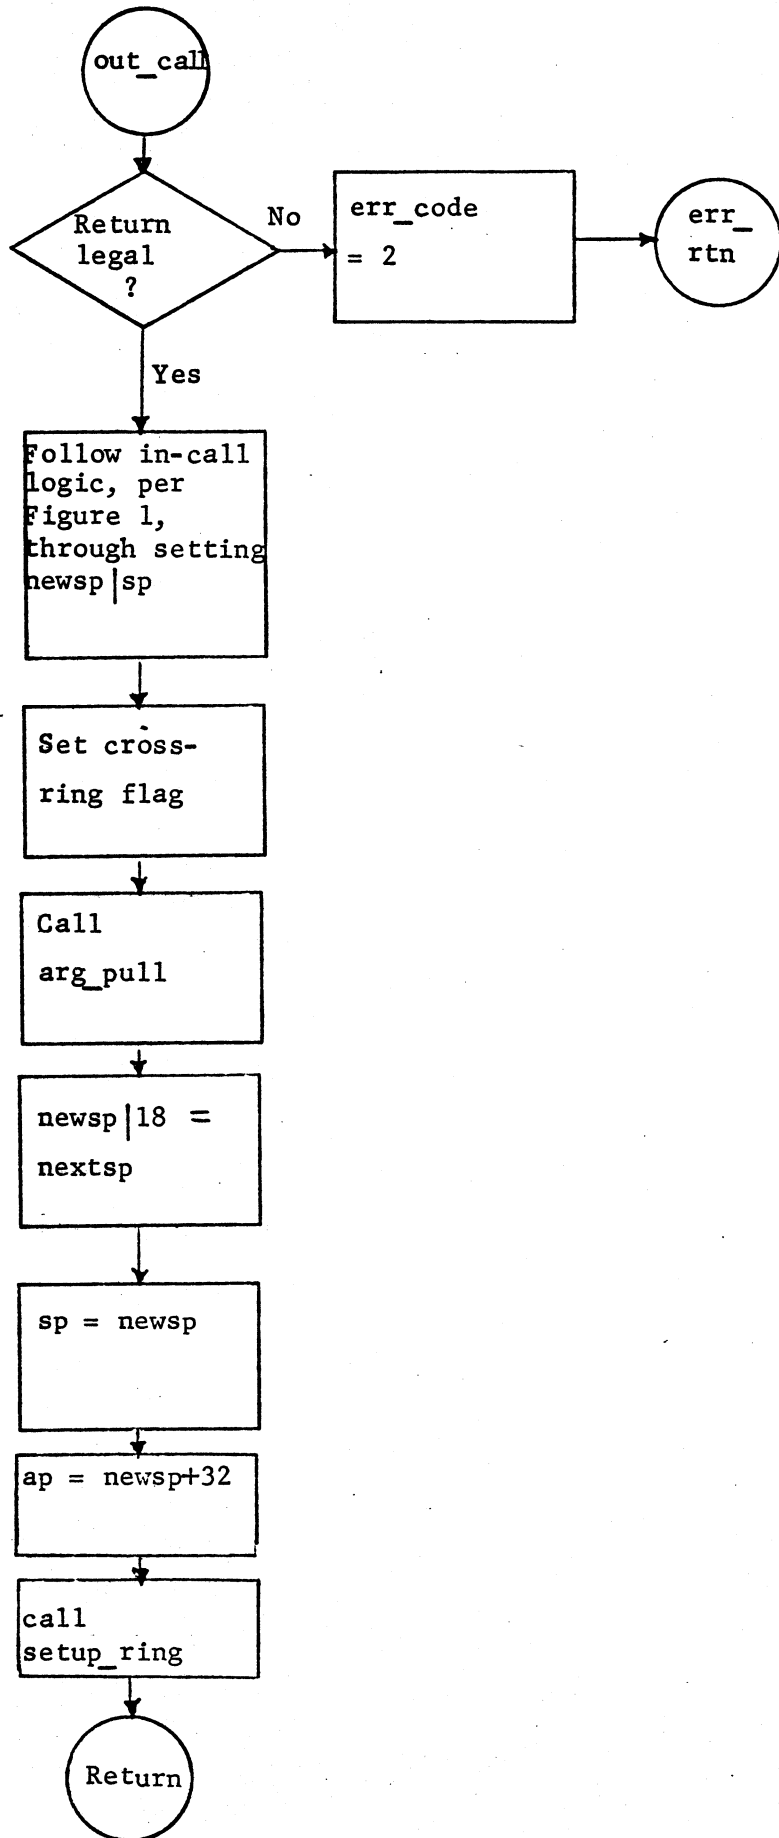 out_call
Return
legal
?
No
err_code
= 2
err_
rtn
Yes
Follow in-call
logic, per
Figure 1,
through setting
newsp|sp
Set cross-
ring flag
Call
arg_pull
newsp|18 =
nextsp
sp = newsp
ap = newsp+32
call
setup_ring
Return